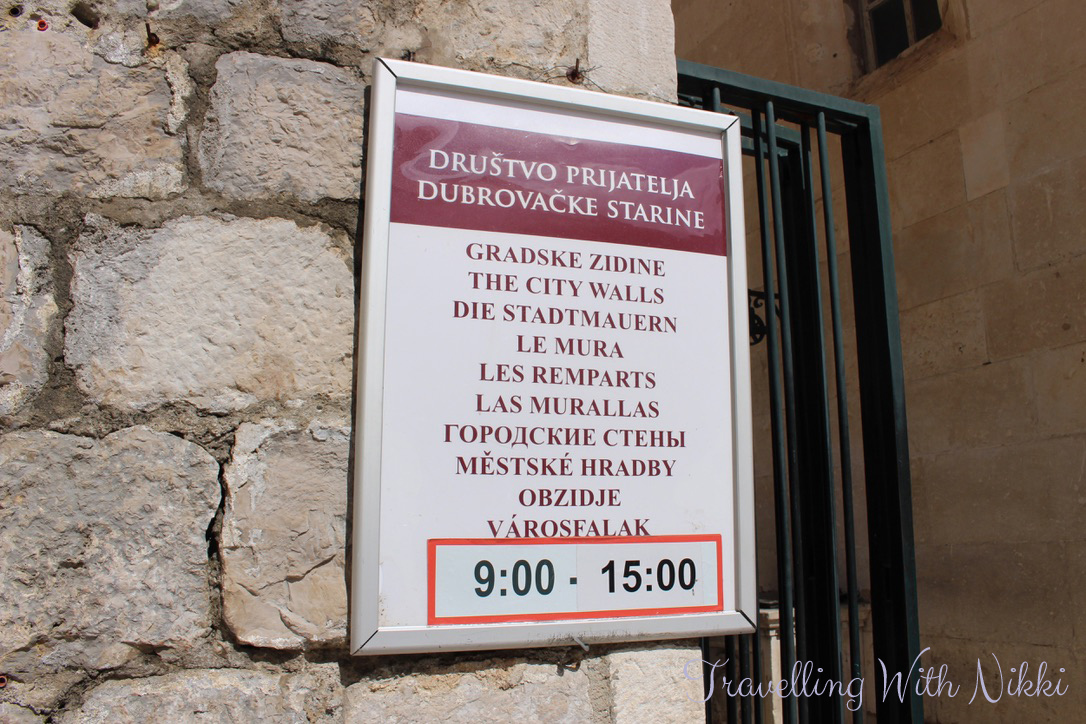 DRUŠTVO PRIJATELJA
DUBROVAČKE STARINE
GRADSKE ZIDINE
THE CITY WALLS
DIE STADTMAUERN
LE MURA
LES REMPARTS
LAS MURALLAS
ГОРОДСКИЕ СТЕНЫ
MĚSTSKÉ HRADBY
OBZIDJE
VÁROSFALAK
9:00 - 15:00
Travelling With Nikki